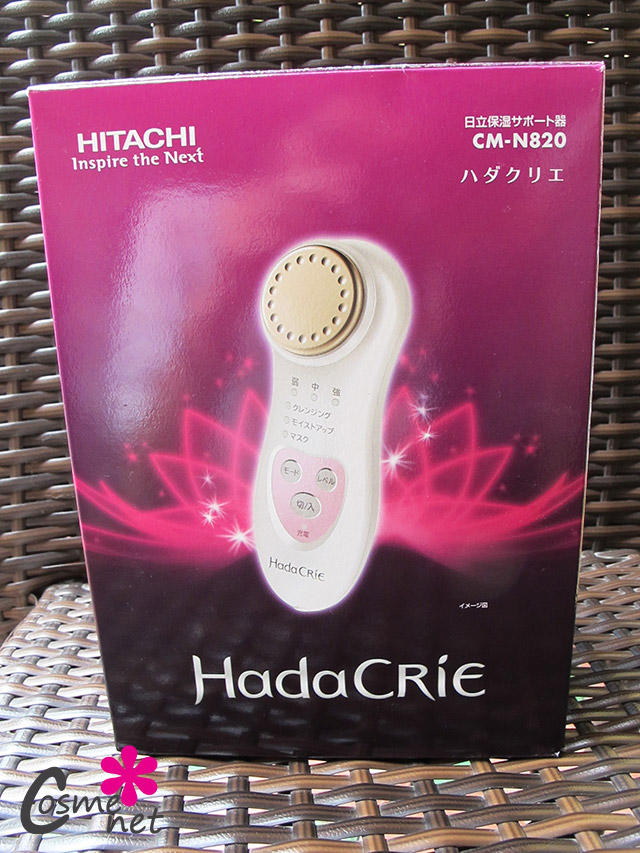 HITACHI
Inspire the Next
日立保湿サポート器
CM-N820
ハダクリエ
弱 中 強
クレンジング
モイストアップ
マスク
モード
レベル
切/入
充電
HadaCRiE
イメージ図
HadaCRiE
Cosme
net